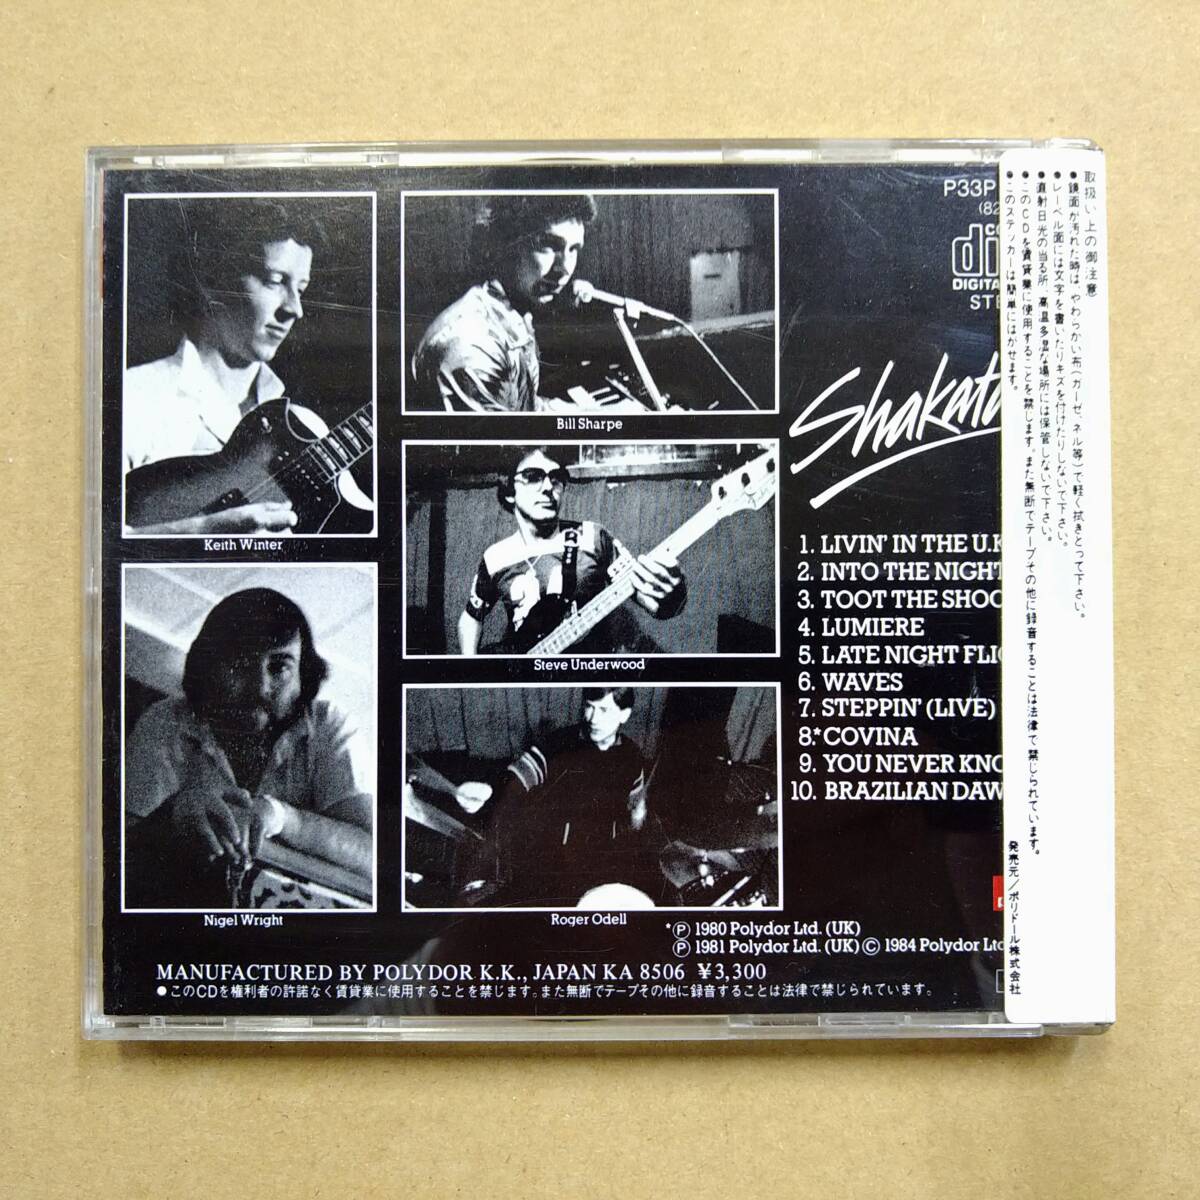 Keith Winter
Bill Sharpe
Steve Underwood
Nigel Wright
Roger Odell
P33P
(82
DIGITAL
STE
Shakat
1. LIVIN' IN THE U.K
2. INTO THE NIGHT
3. TOOT THE SHOO
4. LUMIERE
5. LATE NIGHT FLIG
6. WAVES
7. STEPPIN' (LIVE)
8.* COVINA
9. YOU NEVER KNO
10. BRAZILIAN DAW
*Ⓟ 1980 Polydor Ltd. (UK)
Ⓟ 1981 Polydor Ltd. (UK) Ⓒ 1984 Polydor Ltd
MANUFACTURED BY POLYDOR K.K., JAPAN KA 8506 ¥3,300
●このCDを権利者の許諾なく賃貸業に使用することを禁じます。また無断でテープその他に録音することは法律で禁じられています。
取扱い上の御注意
●鏡面が汚れた時は、やわらかい布(ガーゼ、ネル等)で軽く拭きとって下さい。
●レーベル面には文字を書いたりキズを付けたりしないで下さい。
●直射日光の当る所、高温多湿な場所には保管しないで下さい。
●このCDを賃貸業に使用することを禁じます。また無断でテープその他に録音することは法律で禁じられています。
●このステッカーは簡単にはがせます。
発売元/ポリドール株式会社